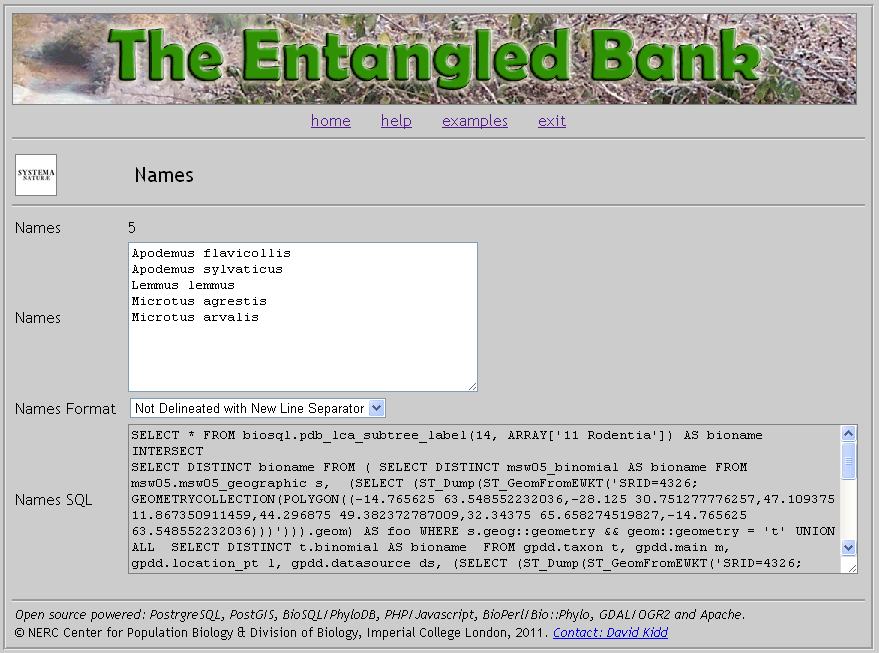 The Entangled Bank
home help examples exit
SYSTEMA
NATURÆ
Names
Names 5
Apodemus flavicollis
Apodemus sylvaticus
Lemmus lemmus
Microtus agrestis
Microtus arvalis
Names
Names Format Not Delineated with New Line Separator
SELECT * FROM biosql.pdb_lca_subtree_label(14, ARRAY['11 Rodentia']) AS bioname
INTERSECT
SELECT DISTINCT bioname FROM ( SELECT DISTINCT msw05_binomial AS bioname FROM
msw05.msw05_geographic s,  (SELECT (ST_Dump(ST_GeomFromEWKT('SRID=4326;
GEOMETRYCOLLECTION(POLYGON((-14.765625 63.548552232036,-28.125 30.751277776257,47.109375
11.867350911459,44.296875 49.382372787009,32.34375 65.658274519827,-14.765625
63.548552232036)))'))).geom) AS foo WHERE s.geog::geometry && geom::geometry = 't' UNION
ALL  SELECT DISTINCT t.binomial AS bioname  FROM gpdd.taxon t, gpdd.main m,
gpdd.location_pt l, gpdd.datasource ds, (SELECT (ST_Dump(ST_GeomFromEWKT('SRID=4326;
Names SQL
Open source powered: PostrgreSQL, PostGIS, BioSQL/PhyloDB, PHP/Javascript, BioPerl/Bio::Phylo, GDAL/OGR2 and Apache.
© NERC Center for Population Biology & Division of Biology, Imperial College London, 2011. Contact: David Kidd